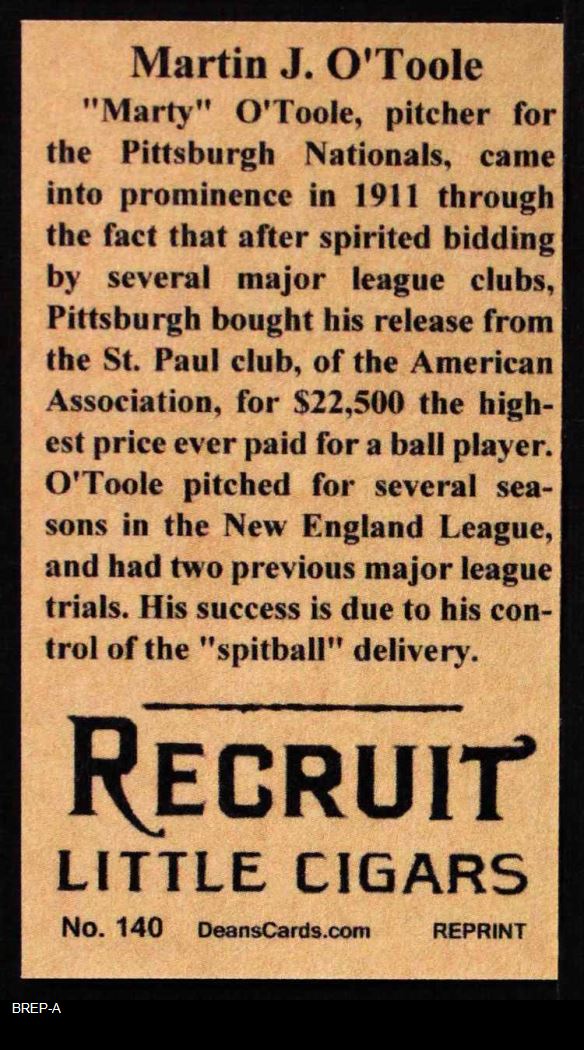 Martin J. O'Toole
"Marty" O'Toole, pitcher for
the Pittsburgh Nationals, came
into prominence in 1911 through
the fact that after spirited bidding
by several major league clubs,
Pittsburgh bought his release from
the St. Paul club, of the American
Association, for $22,500 the high-
est price ever paid for a ball player.
O'Toole pitched for several sea-
sons in the New England League,
and had two previous major league
trials. His success is due to his con-
trol of the "spitball" delivery.
RECRUIT
LITTLE CIGARS
No. 140 DeansCards.com REPRINT
BREP-A